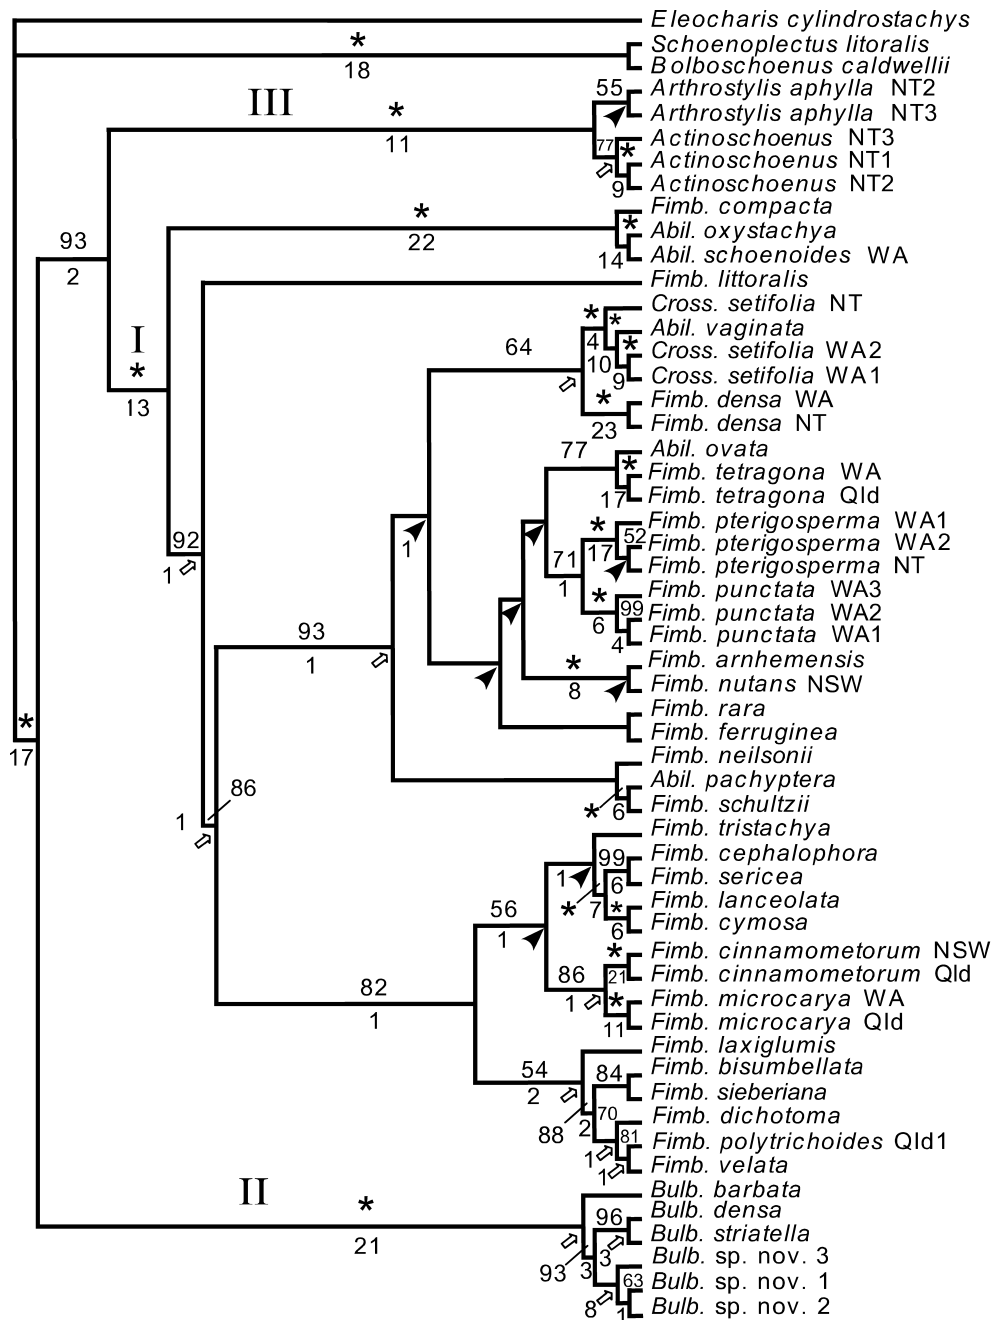 Eleocharis cylindrostachys
*
Schoenoplectus litoralis
18
Bolboschoenus caldwellii
III
*
11
55
Arthrostylis aphylla NT2
Arthrostylis aphylla NT3
77
Actinoschoenus NT3
*
Actinoschoenus NT1
9
Actinoschoenus NT2
93
2
*
22
Fimb. compacta
*
Abil. oxystachya
14
Abil. schoenoides WA
I
*
13
Fimb. littoralis
64
*
4
Cross. setifolia NT
*
10
Abil. vaginata
*
9
Cross. setifolia WA2
Cross. setifolia WA1
*
23
Fimb. densa WA
Fimb. densa NT
92
1
1
77
Abil. ovata
*
17
Fimb. tetragona WA
Fimb. tetragona Qld
71
1
*
17
Fimb. pterigosperma WA1
52
Fimb. pterigosperma WA2
Fimb. pterigosperma NT
*
6
Fimb. punctata WA3
99
4
Fimb. punctata WA2
Fimb. punctata WA1
93
1
*
8
Fimb. arnhemensis
Fimb. nutans NSW
Fimb. rara
Fimb. ferruginea
*
17
Fimb. neilsonii
Abil. pachyptera
*
6
Fimb. schultzii
86
1
1
Fimb. tristachya
99
6
Fimb. cephalophora
Fimb. sericea
*
7
*
6
Fimb. lanceolata
Fimb. cymosa
56
1
86
1
*
21
Fimb. cinnamometorum NSW
Fimb. cinnamometorum Qld
*
11
Fimb. microcarya WA
Fimb. microcarya Qld
82
1
54
2
Fimb. laxiglumis
84
Fimb. bisumbellata
Fimb. sieberiana
88
2
70
1
Fimb. dichotoma
81
1
Fimb. polytrichoides Qld1
Fimb. velata
II
*
21
Bulb. barbata
96
3
Bulb. densa
Bulb. striatella
93
3
8
Bulb. sp. nov. 3
63
1
Bulb. sp. nov. 1
Bulb. sp. nov. 2